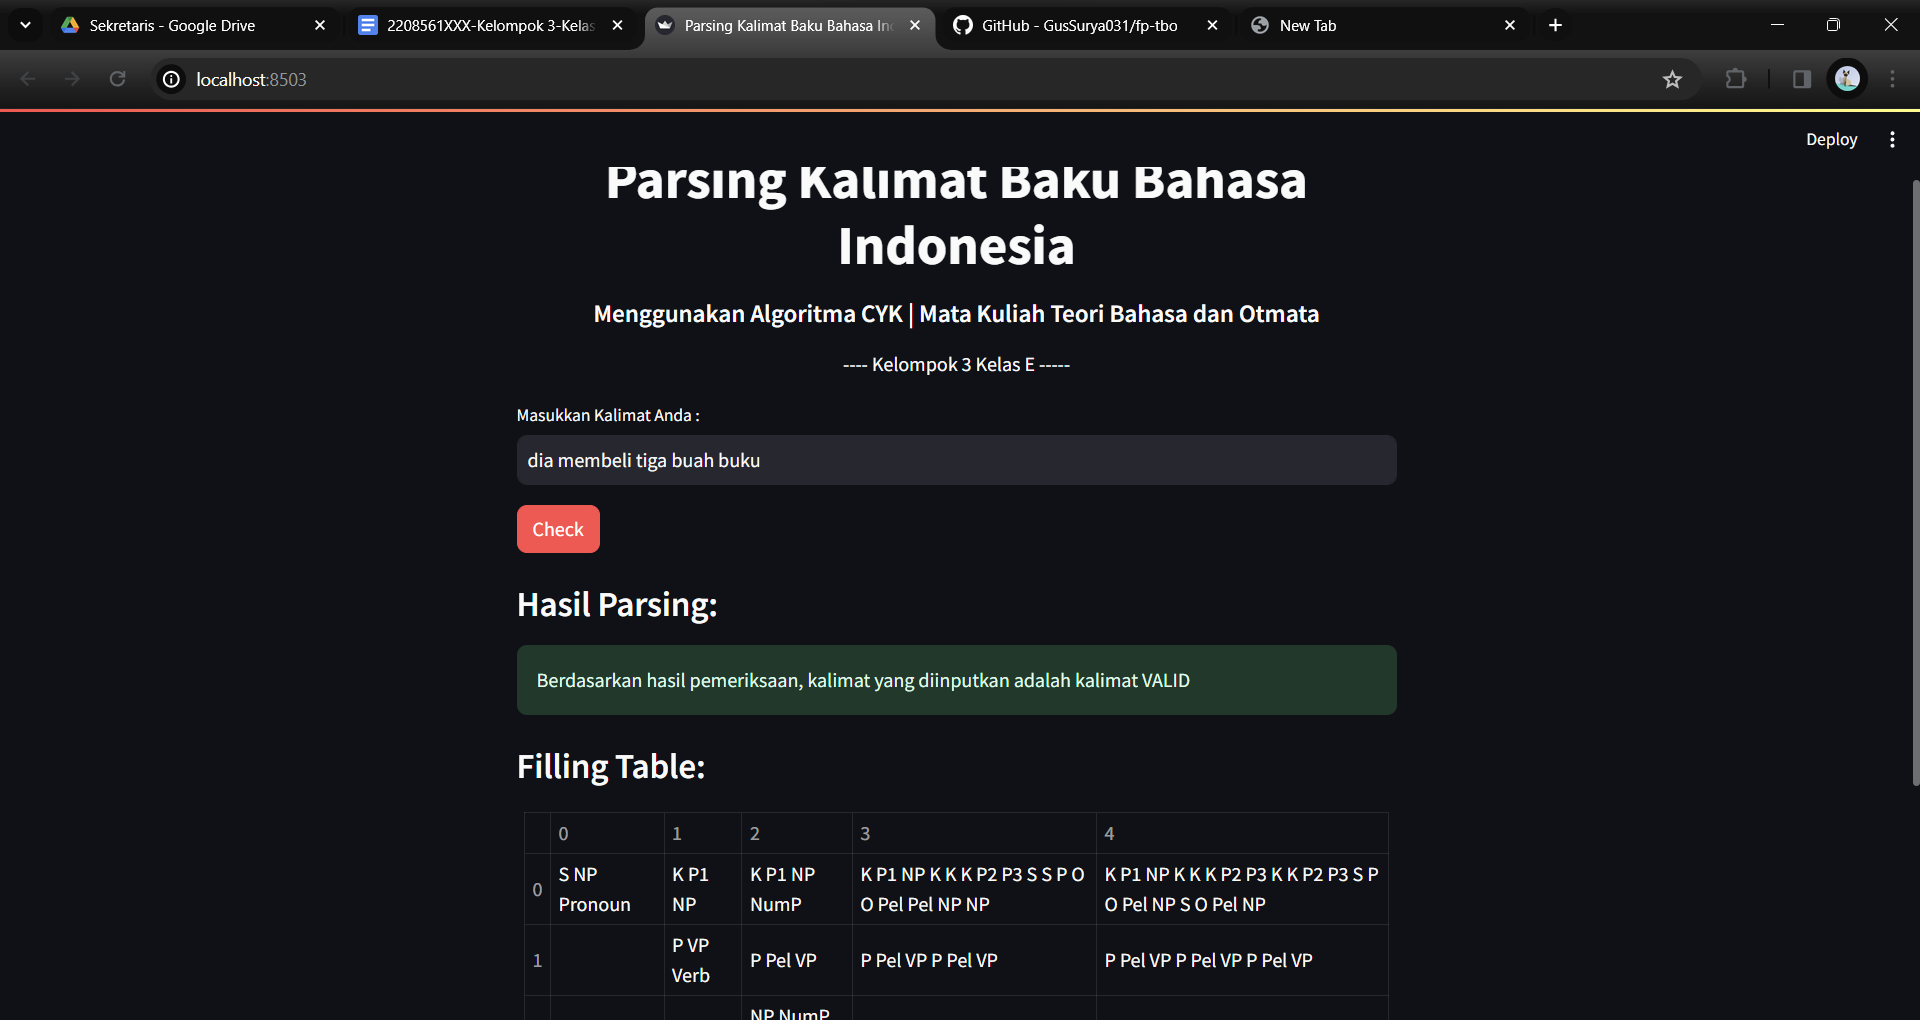 Sekretaris - Google Drive
2208561XXX-Kelompok 3-Kelas
Parsing Kalimat Baku Bahasa In
GitHub - GusSurya031/fp-tbo
New Tab
localhost:8503
Deploy
Parsing Kalimat Baku Bahasa
Indonesia
Menggunakan Algoritma CYK | Mata Kuliah Teori Bahasa dan Otmata
---- Kelompok 3 Kelas E -----
Masukkan Kalimat Anda :
dia membeli tiga buah buku
Check
Hasil Parsing:
Berdasarkan hasil pemeriksaan, kalimat yang diinputkan adalah kalimat VALID
Filling Table:
0 1 2 3 4
0
S NP
Pronoun
K P1
NP
K P1 NP
NumP
K P1 NP K K K P2 P3 S S P O
O Pel Pel NP NP
K P1 NP K K K P2 P3 K K P2 P3 S P
O Pel NP S O Pel NP
1
P VP
Verb
P Pel VP
P Pel VP P Pel VP
P Pel VP P Pel VP P Pel VP
NP NumP